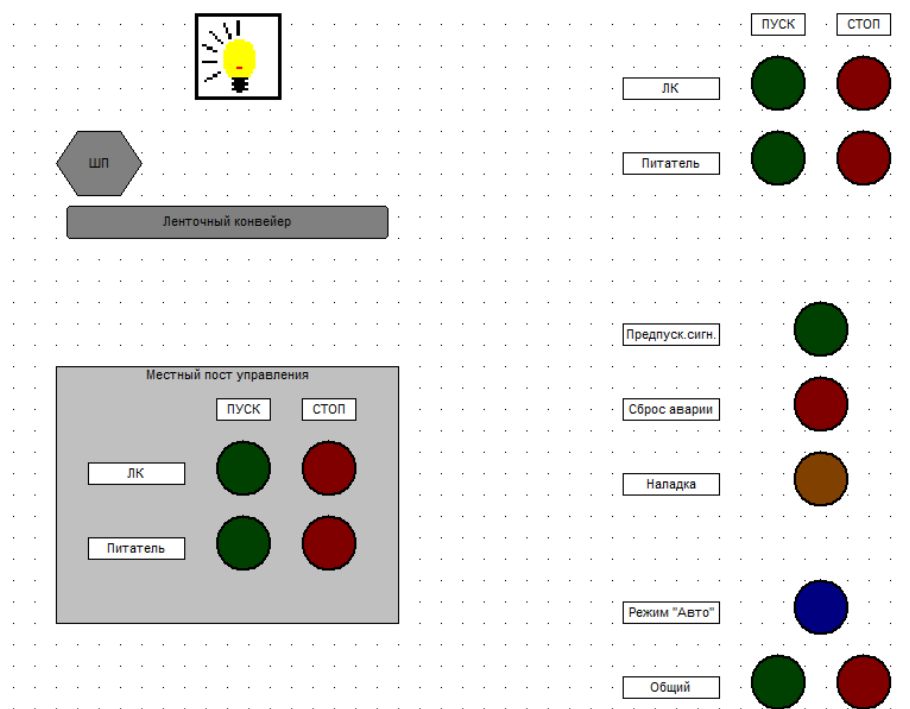 ПУСК СТОП
ЛК
ШП
Питатель
Ленточный конвейер
Предпуск.сигн.
Местный пост управления
ПУСК СТОП
Сброс аварии
ЛК
Наладка
Питатель
Режим "Авто"
Общий